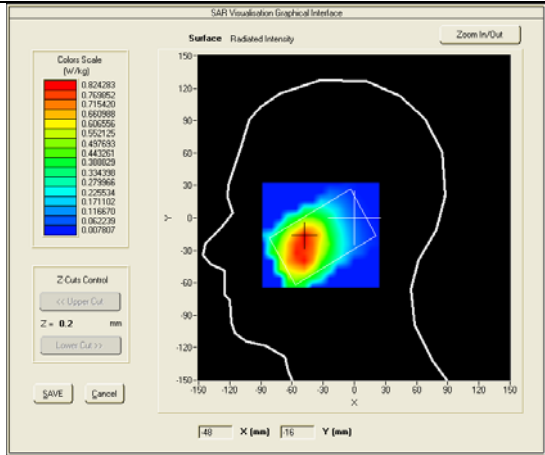 SAR Visualisation Graphical Interface
Surface Radiated Intensity
Zoom In/Out
Colors Scale
(W/kg)
0.824283
0.769852
0.715420
0.660988
0.606556
0.552125
0.497693
0.443261
0.388829
0.334398
0.279966
0.225534
0.171102
0.116670
0.062239
0.007807
150-
120-
90-
60-
30-
0-
-30-
-60-
-90-
-120-
-150-
Y
-150 -120 -90 -60 -30 0 30 60 90 120 150
X
Z-Cuts Control
<< Upper Cut
Z = 0.2 mm
Lower Cut >>
SAVE Cancel
-48 X (mm) -16 Y (mm)